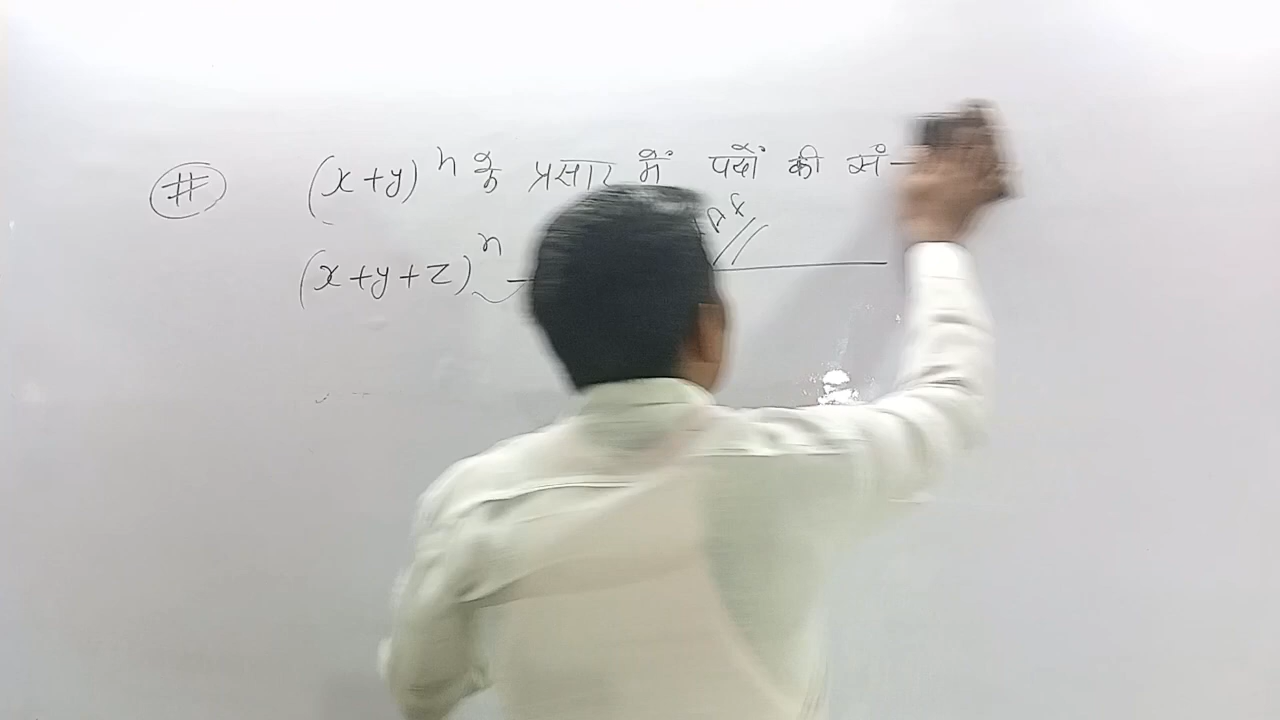 # (x+y)^n के प्रसार में पदों की सं—
(x+y+z)^n —